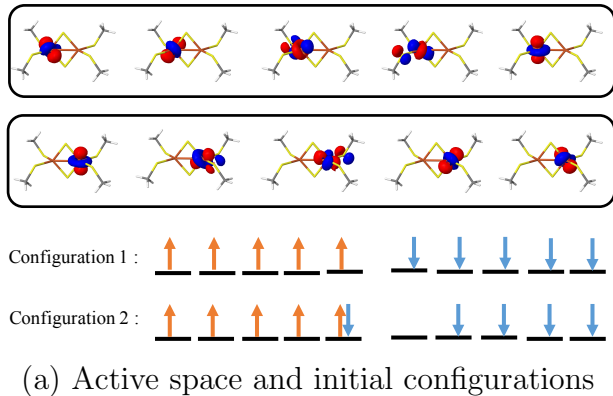 Configuration 1 :
Configuration 2 :
(a) Active space and initial configurations